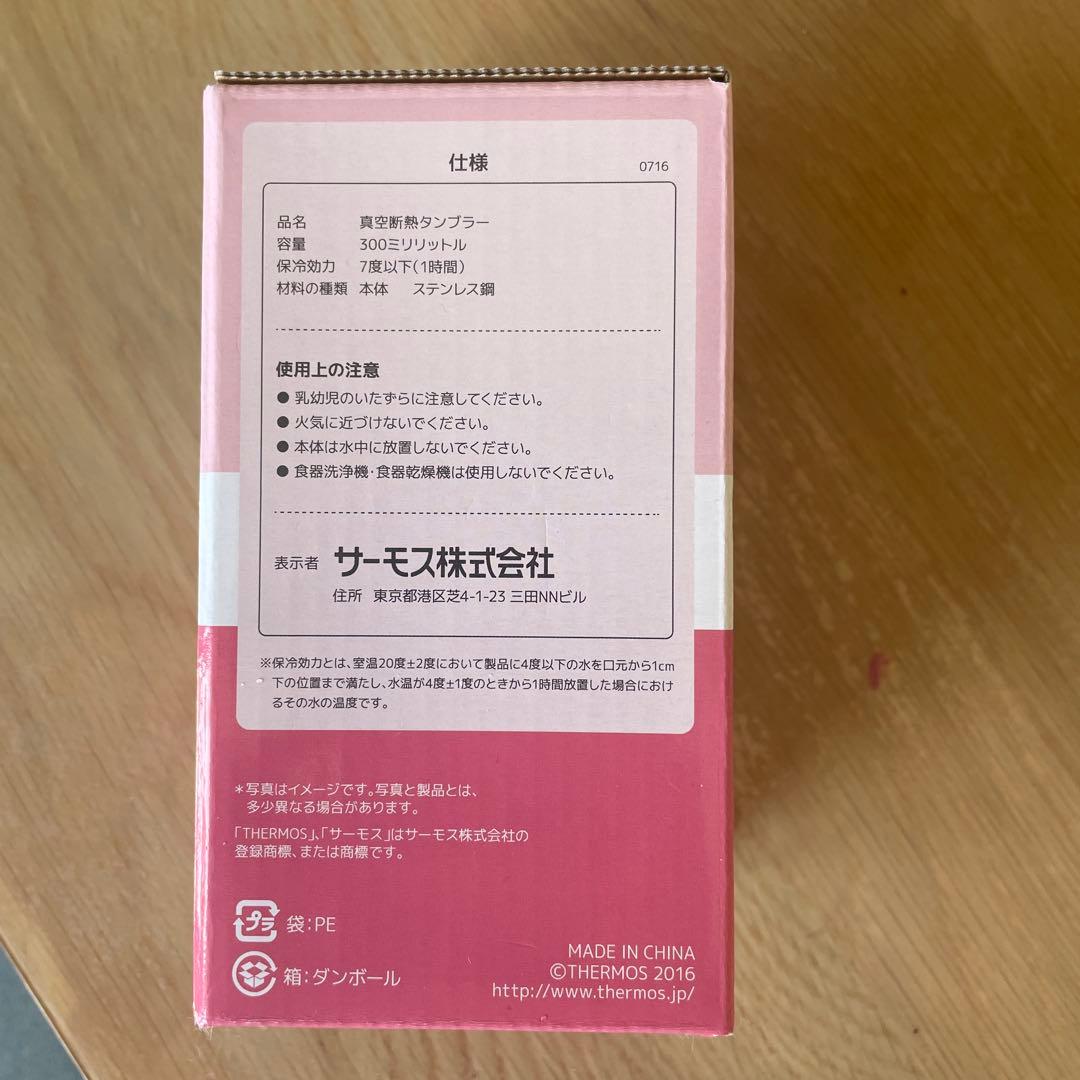 仕様 0716
品名 真空断熱タンブラー
容量 300ミリリットル
保冷効力 7度以下(1時間)
材料の種類 本体 ステンレス鋼
使用上の注意
● 乳幼児のいたずらに注意してください。
● 火気に近づけないでください。
● 本体は水中に放置しないでください。
● 食器洗浄機・食器乾燥機は使用しないでください。
表示者 サーモス株式会社
住所 東京都港区芝4-1-23 三田NNビル
※保冷効力とは、室温20度±2度において製品に4度以下の水を口元から1cm
下の位置まで満たし、水温が4度±1度のときから1時間放置した場合におけ
るその水の温度です。
*写真はイメージです。写真と製品とは、
多少異なる場合があります。
「THERMOS」、「サーモス」はサーモス株式会社の
登録商標、または商標です。
プラ 袋:PE
箱:ダンボール
MADE IN CHINA
©THERMOS 2016
http://www.thermos.jp/